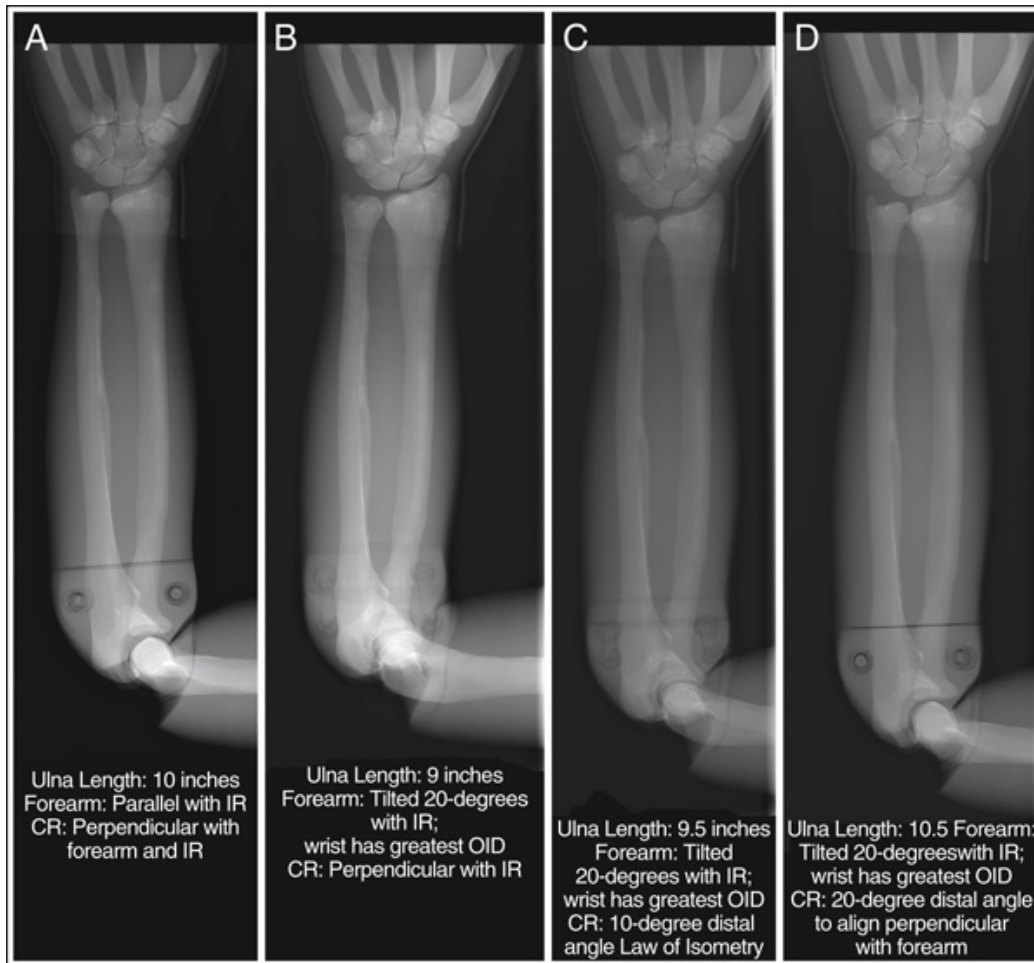 A
B
C
D
Ulna Length: 10 inches
Forearm: Parallel with IR
CR: Perpendicular with
forearm and IR
Ulna Length: 9 inches
Forearm: Tilted 20-degrees
with IR;
wrist has greatest OID
CR: Perpendicular with IR
Ulna Length: 9.5 inches
Forearm: Tilted
20-degrees with IR;
wrist has greatest OID
CR: 10-degree distal
angle Law of Isometry
Ulna Length: 10.5 Forearm:
Tilted 20-degreeswith IR;
wrist has greatest OID
CR: 20-degree distal angle
to align perpendicular
with forearm